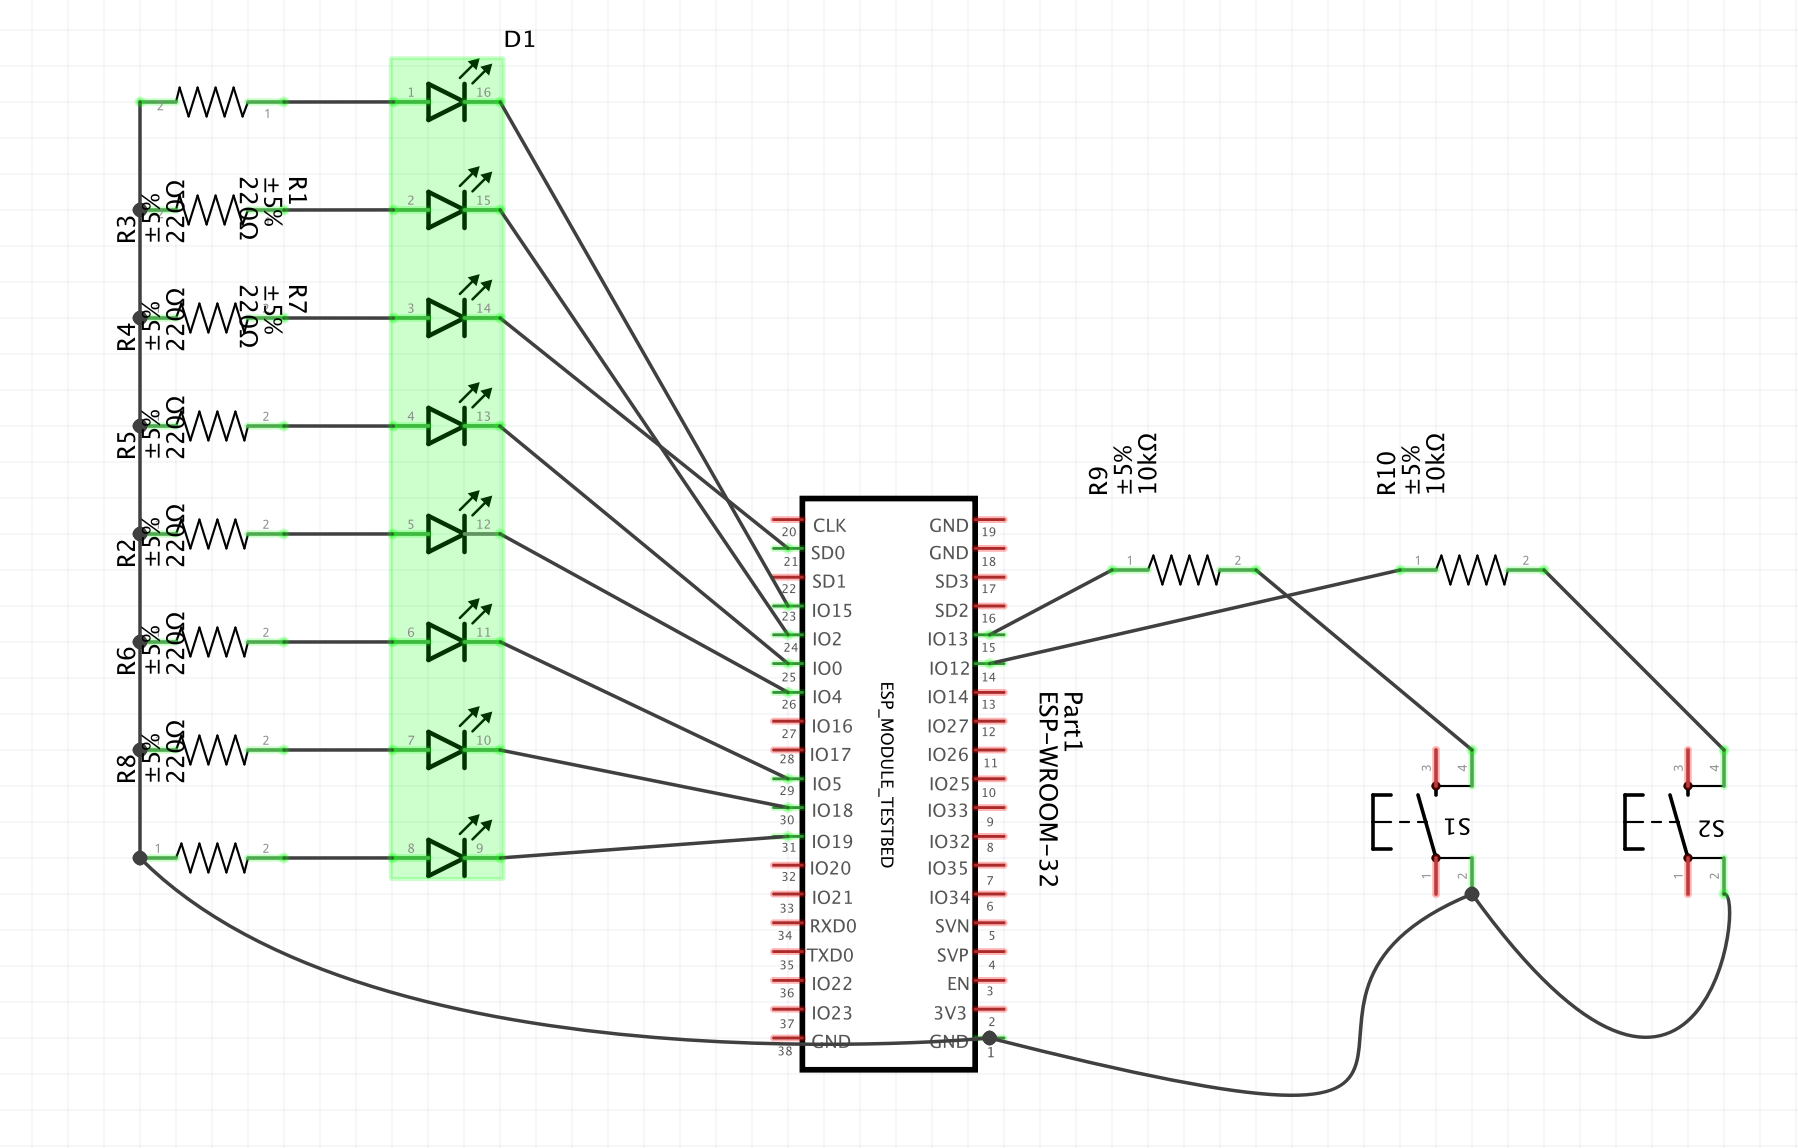 D1
2
1
1
16
R1
±5%
220Ω
2
15
R3
±5%
220Ω
R7
±5%
220Ω
3
14
R4
±5%
220Ω
2
4
13
R5
±5%
220Ω
2
5
12
R2
±5%
220Ω
2
6
11
R6
±5%
220Ω
2
7
10
R8
±5%
220Ω
1
2
8
9
CLK
20
SD0
21
SD1
22
IO15
23
IO2
24
IO0
25
IO4
26
IO16
27
IO17
28
IO5
29
IO18
30
IO19
31
IO20
32
IO21
33
RXD0
34
TXD0
35
IO22
36
IO23
37
GND
38
ESP_MODULE_TESTBED
GND
19
GND
18
SD3
17
SD2
16
IO13
15
IO12
14
IO14
13
IO27
12
IO26
11
IO25
10
IO33
9
IO32
8
IO35
7
IO34
6
SVN
5
SVP
4
EN
3
3V3
2
GND
1
Part1
ESP-WROOM-32
R9
±5%
10kΩ
1
2
R10
±5%
10kΩ
1
2
3
4
S1
1
2
3
4
S2
1
2